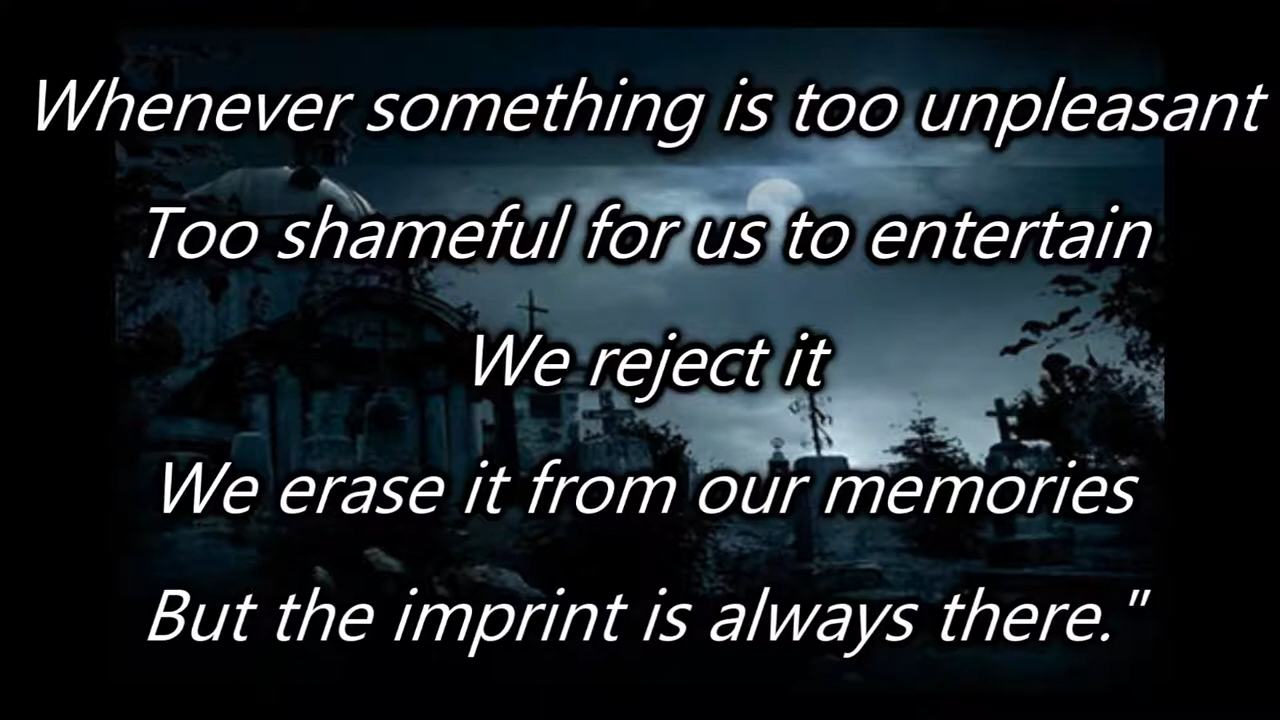 Whenever something is too unpleasant
Too shameful for us to entertain
We reject it
We erase it from our memories
But the imprint is always there."